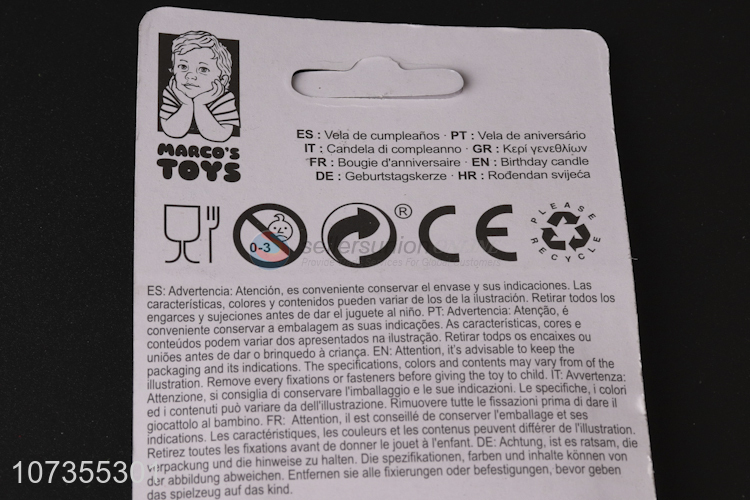 MARCO'S
TOYS
ES : Vela de cumpleaños · PT : Vela de aniversário
IT : Candela di compleanno · GR : Κερί γενεθλίων
FR : Bougie d'anniversaire · EN : Birthday candle
DE : Geburtstagskerze · HR : Rođendan svijeća
0-3
®
CE
PLEASE
RECYCLE
sellersunion
ES: Advertencia: Atención, es conveniente conservar el envase y sus indicaciones. Las
características, colores y contenidos pueden variar de los de la ilustración. Retirar todos los
engarces y sujeciones antes de dar el juguete al niño. PT: Advertencia: Atenção, é
conveniente conservar a embalagem as suas indicações. As características, cores e
conteúdos podem variar dos apresentados na ilustração. Retirar todps os encaixes ou
uniões antes de dar o brinquedo à criança. EN: Attention, it's advisable to keep the
packaging and its indications. The specifications, colors and contents may vary from of the
illustration. Remove every fixations or fasteners before giving the toy to child. IT: Avvertenza:
Attenzione, si consiglia di conservare l'imballaggio e le sue indicazioni. Le specifiche, i colori
ed i contenuti può variare da dell'illustrazione. Rimuovere tutte le fissazioni prima di dare il
giocattolo al bambino. FR: Attention, il est conseillé de conserver l'emballage et ses
indications. Les caractéristiques, les couleurs et les contenus peuvent différer de l'illustration.
Retirez toutes les fixations avant de donner le jouet à l'enfant. DE: Achtung, ist es ratsam, die
verpackung und die hinweise zu halten. Die spezifikationen, farben und inhalte können von
der abbildung abweichen. Entfernen sie alle fixierungen oder befestigungen, bevor geben
das spielzeug auf das kind.
107355301